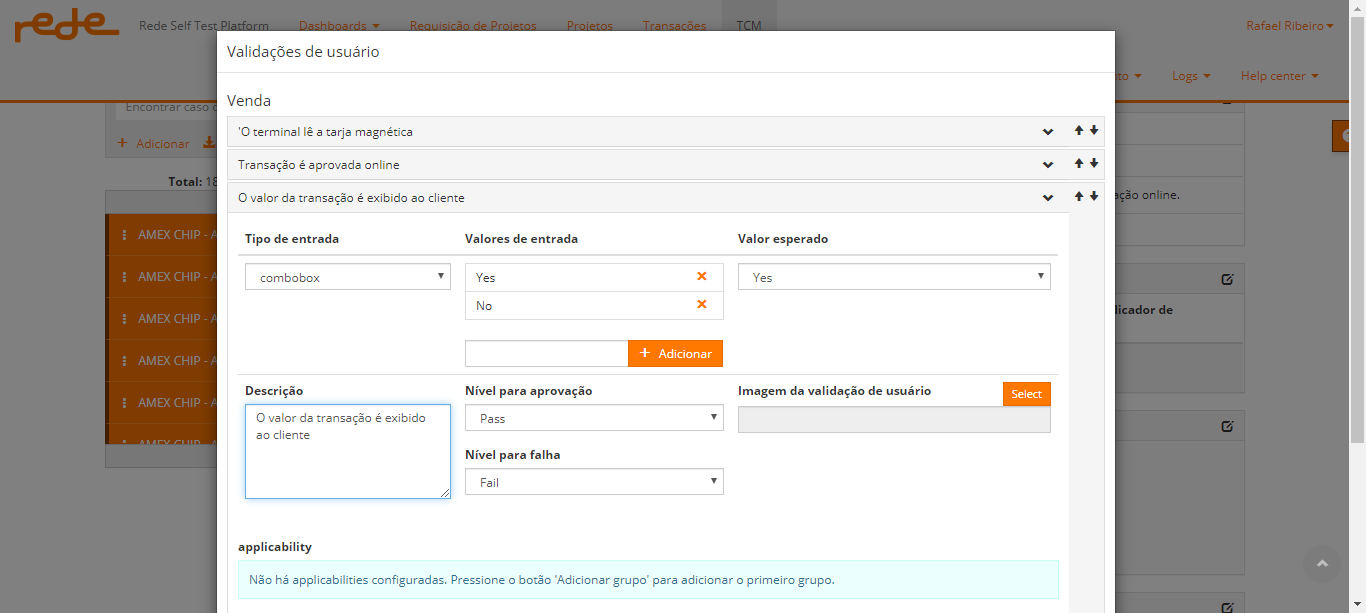 rede Rede Self Test Platform Dashboards Requisição de Projetos Projetos Transações TCM Rafael Ribeiro
Validações de usuário
Logs Help center
Venda
Encontrar caso
'O terminal lê a tarja magnética
+ Adicionar
Transação é aprovada online
Total: 18
O valor da transação é exibido ao cliente
online.
AMEX CHIP - A
Tipo de entrada Valores de entrada Valor esperado
AMEX CHIP - A
combobox Yes Yes
No
dicador de
AMEX CHIP - A
+ Adicionar
AMEX CHIP - A
Descrição Nível para aprovação Imagem da validação de usuário Select
AMEX CHIP - A
O valor da transação é exibido
ao cliente
Pass
AMEX CHIP - A
Nível para falha
Fail
applicability
Não há applicabilities configuradas. Pressione o botão 'Adicionar grupo' para adicionar o primeiro grupo.